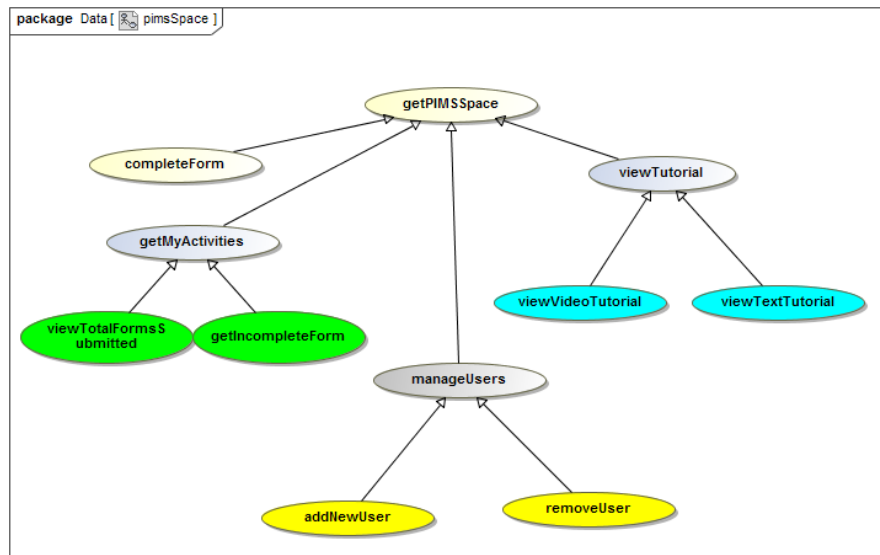 package Data [ pimsSpace ]
getPIMSSpace
completeForm
viewTutorial
getMyActivities
viewVideoTutorial
viewTextTutorial
viewTotalFormsS
ubmitted
getIncompleteForm
manageUsers
addNewUser
removeUser